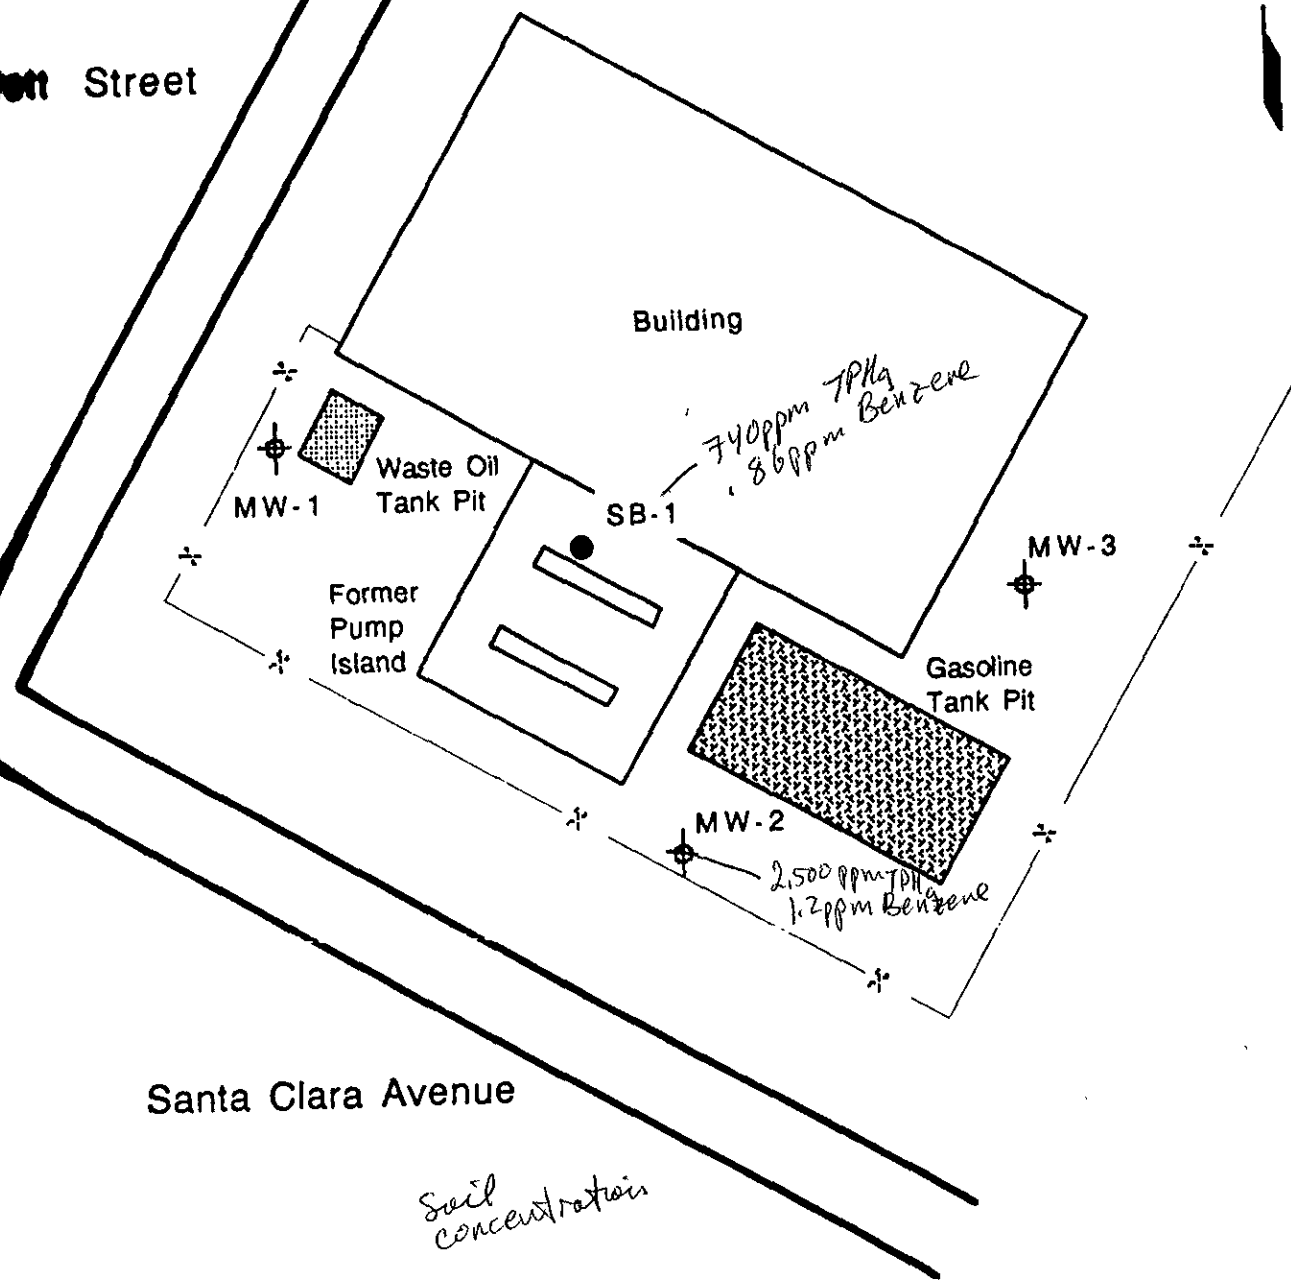 Street
Building
740ppm TPHg
.86ppm Benzene
Waste Oil
Tank Pit
MW-1
SB-1
MW-3
Former
Pump
Island
Gasoline
Tank Pit
MW-2
2,500 ppm TPHg
1.2ppm Benzene
Santa Clara Avenue
Soil
concentrations